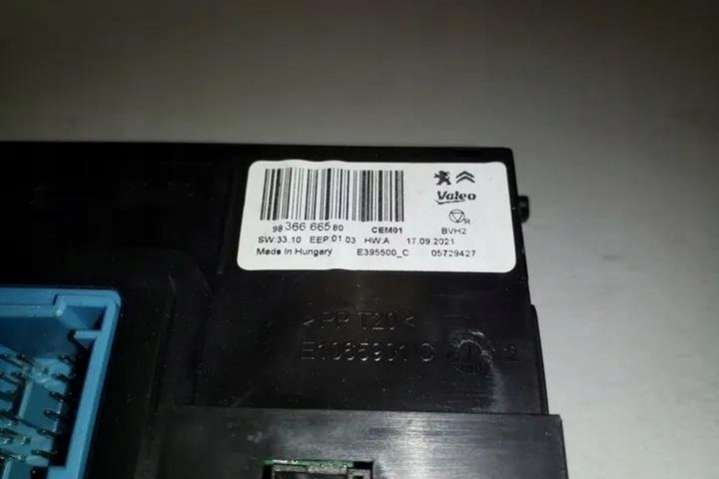 Valeo
R
98 366 665 80 CEM01 BVH2
SW:33.10 EEP:01.03 HW:A 17.09.2021
Made In Hungary E395500_C 05729427
>PP T20<